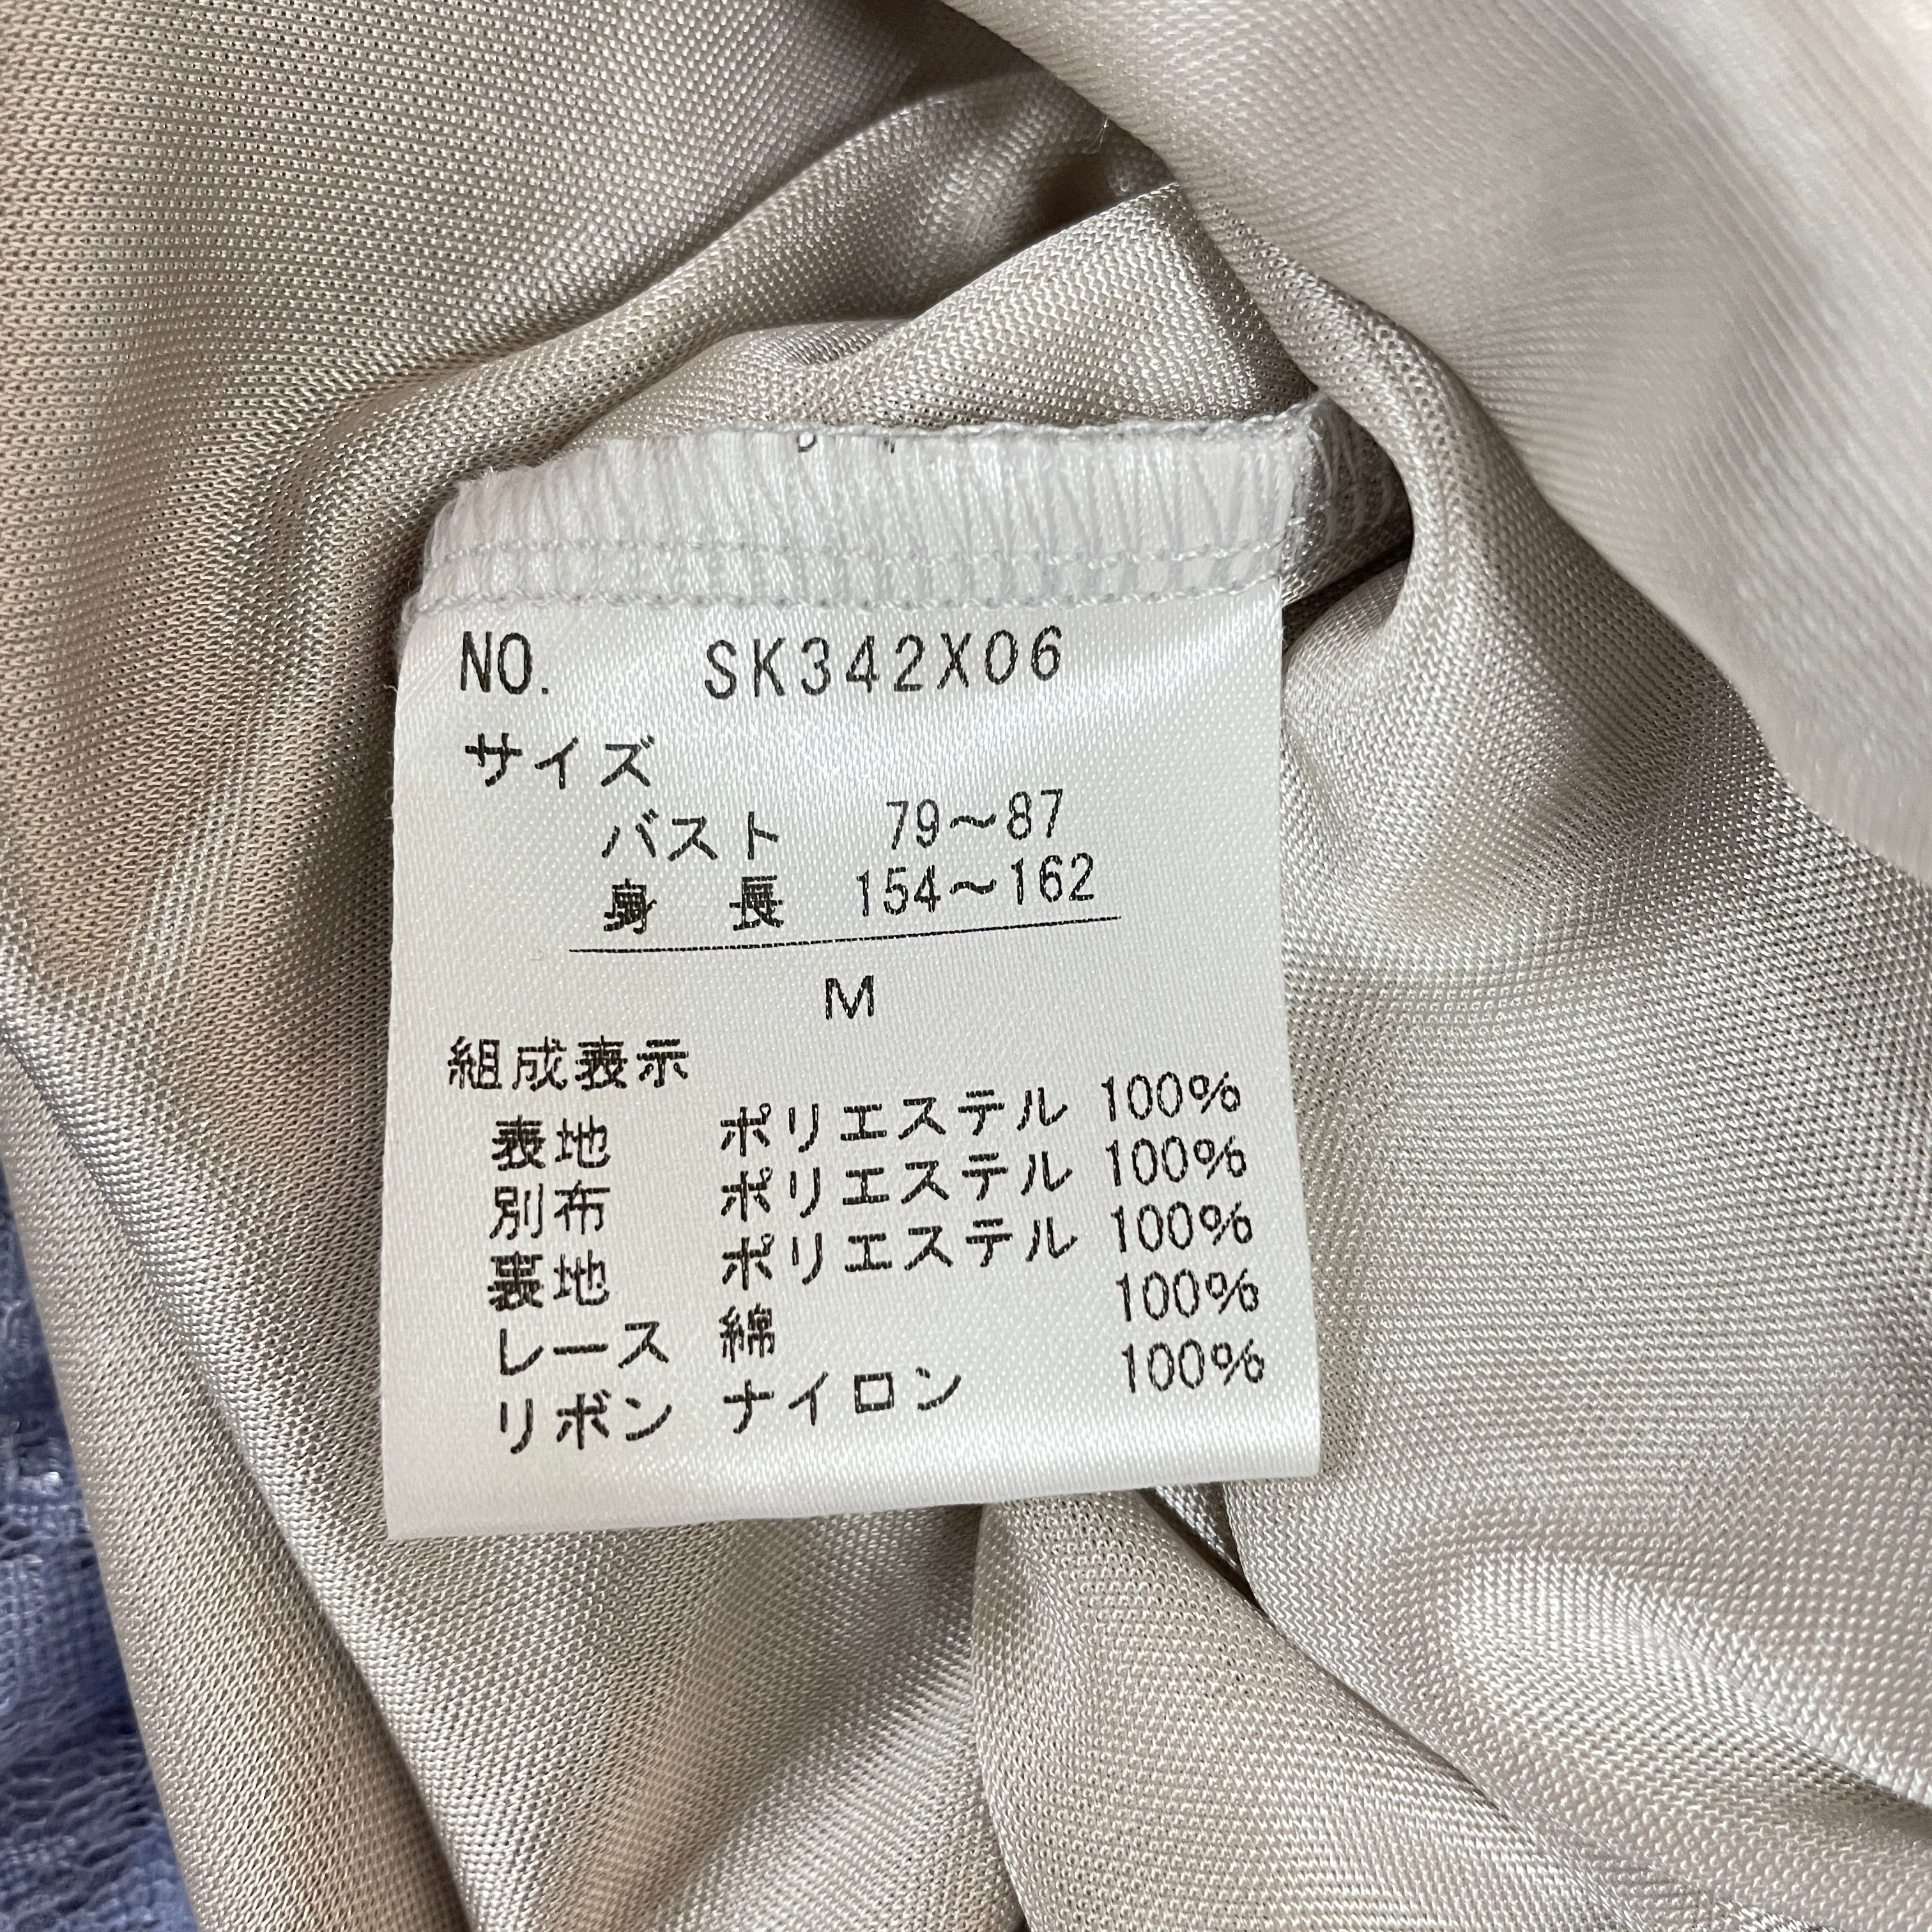 NO. SK342X06
サイズ
バスト 79～87
身長 154～162
M
組成表示
表地 ポリエステル 100%
別布 ポリエステル 100%
裏地 ポリエステル 100%
レース 綿 100%
リボン ナイロン 100%